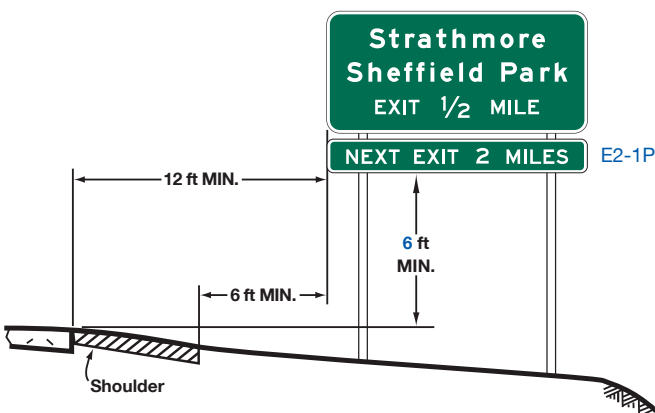 Strathmore
Sheffield Park
EXIT ½ MILE
NEXT EXIT 2 MILES
E2-1P
12 ft MIN.
6 ft
MIN.
6 ft MIN.
Shoulder